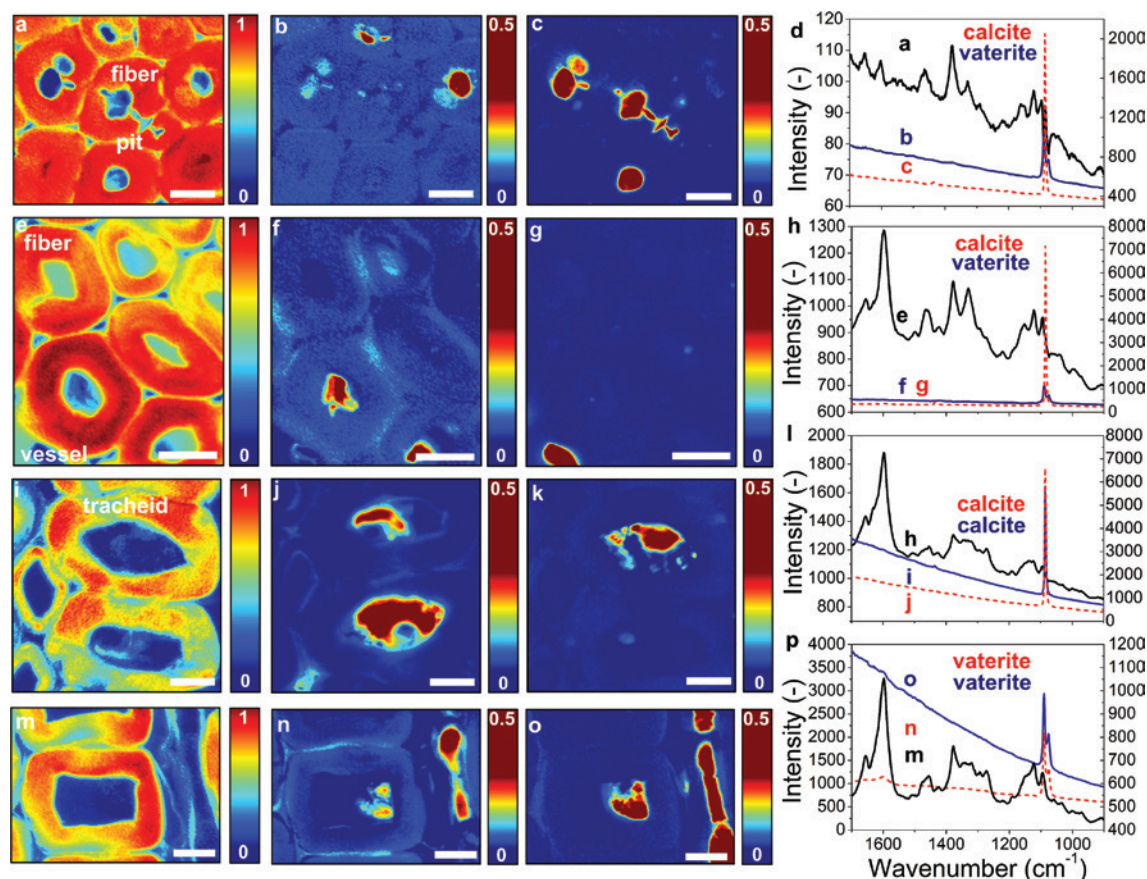 a
fiber
pit
1
0
b
0.5
0
c
0.5
0
d
calcite
vaterite
a
b
c
Intensity (-)
120
110
100
90
80
70
60
2000
1600
1200
800
400
e
fiber
vessel
1
0
f
0.5
0
g
0.5
0
h
calcite
vaterite
e
f g
Intensity (-)
1300
1200
1100
1000
900
800
700
600
8000
7000
6000
5000
4000
3000
2000
1000
0
i
tracheid
1
0
j
0.5
0
k
0.5
0
l
calcite
calcite
h
i
j
Intensity (-)
2000
1800
1600
1400
1200
1000
800
8000
7000
6000
5000
4000
3000
2000
1000
0
m
1
0
n
0.5
0
o
0.5
0
p
vaterite
vaterite
o
n
m
Intensity (-)
4000
3500
3000
2500
2000
1500
1000
500
0
1200
1100
1000
900
800
700
600
500
400
1600 1400 1200 1000
Wavenumber (cm⁻¹)